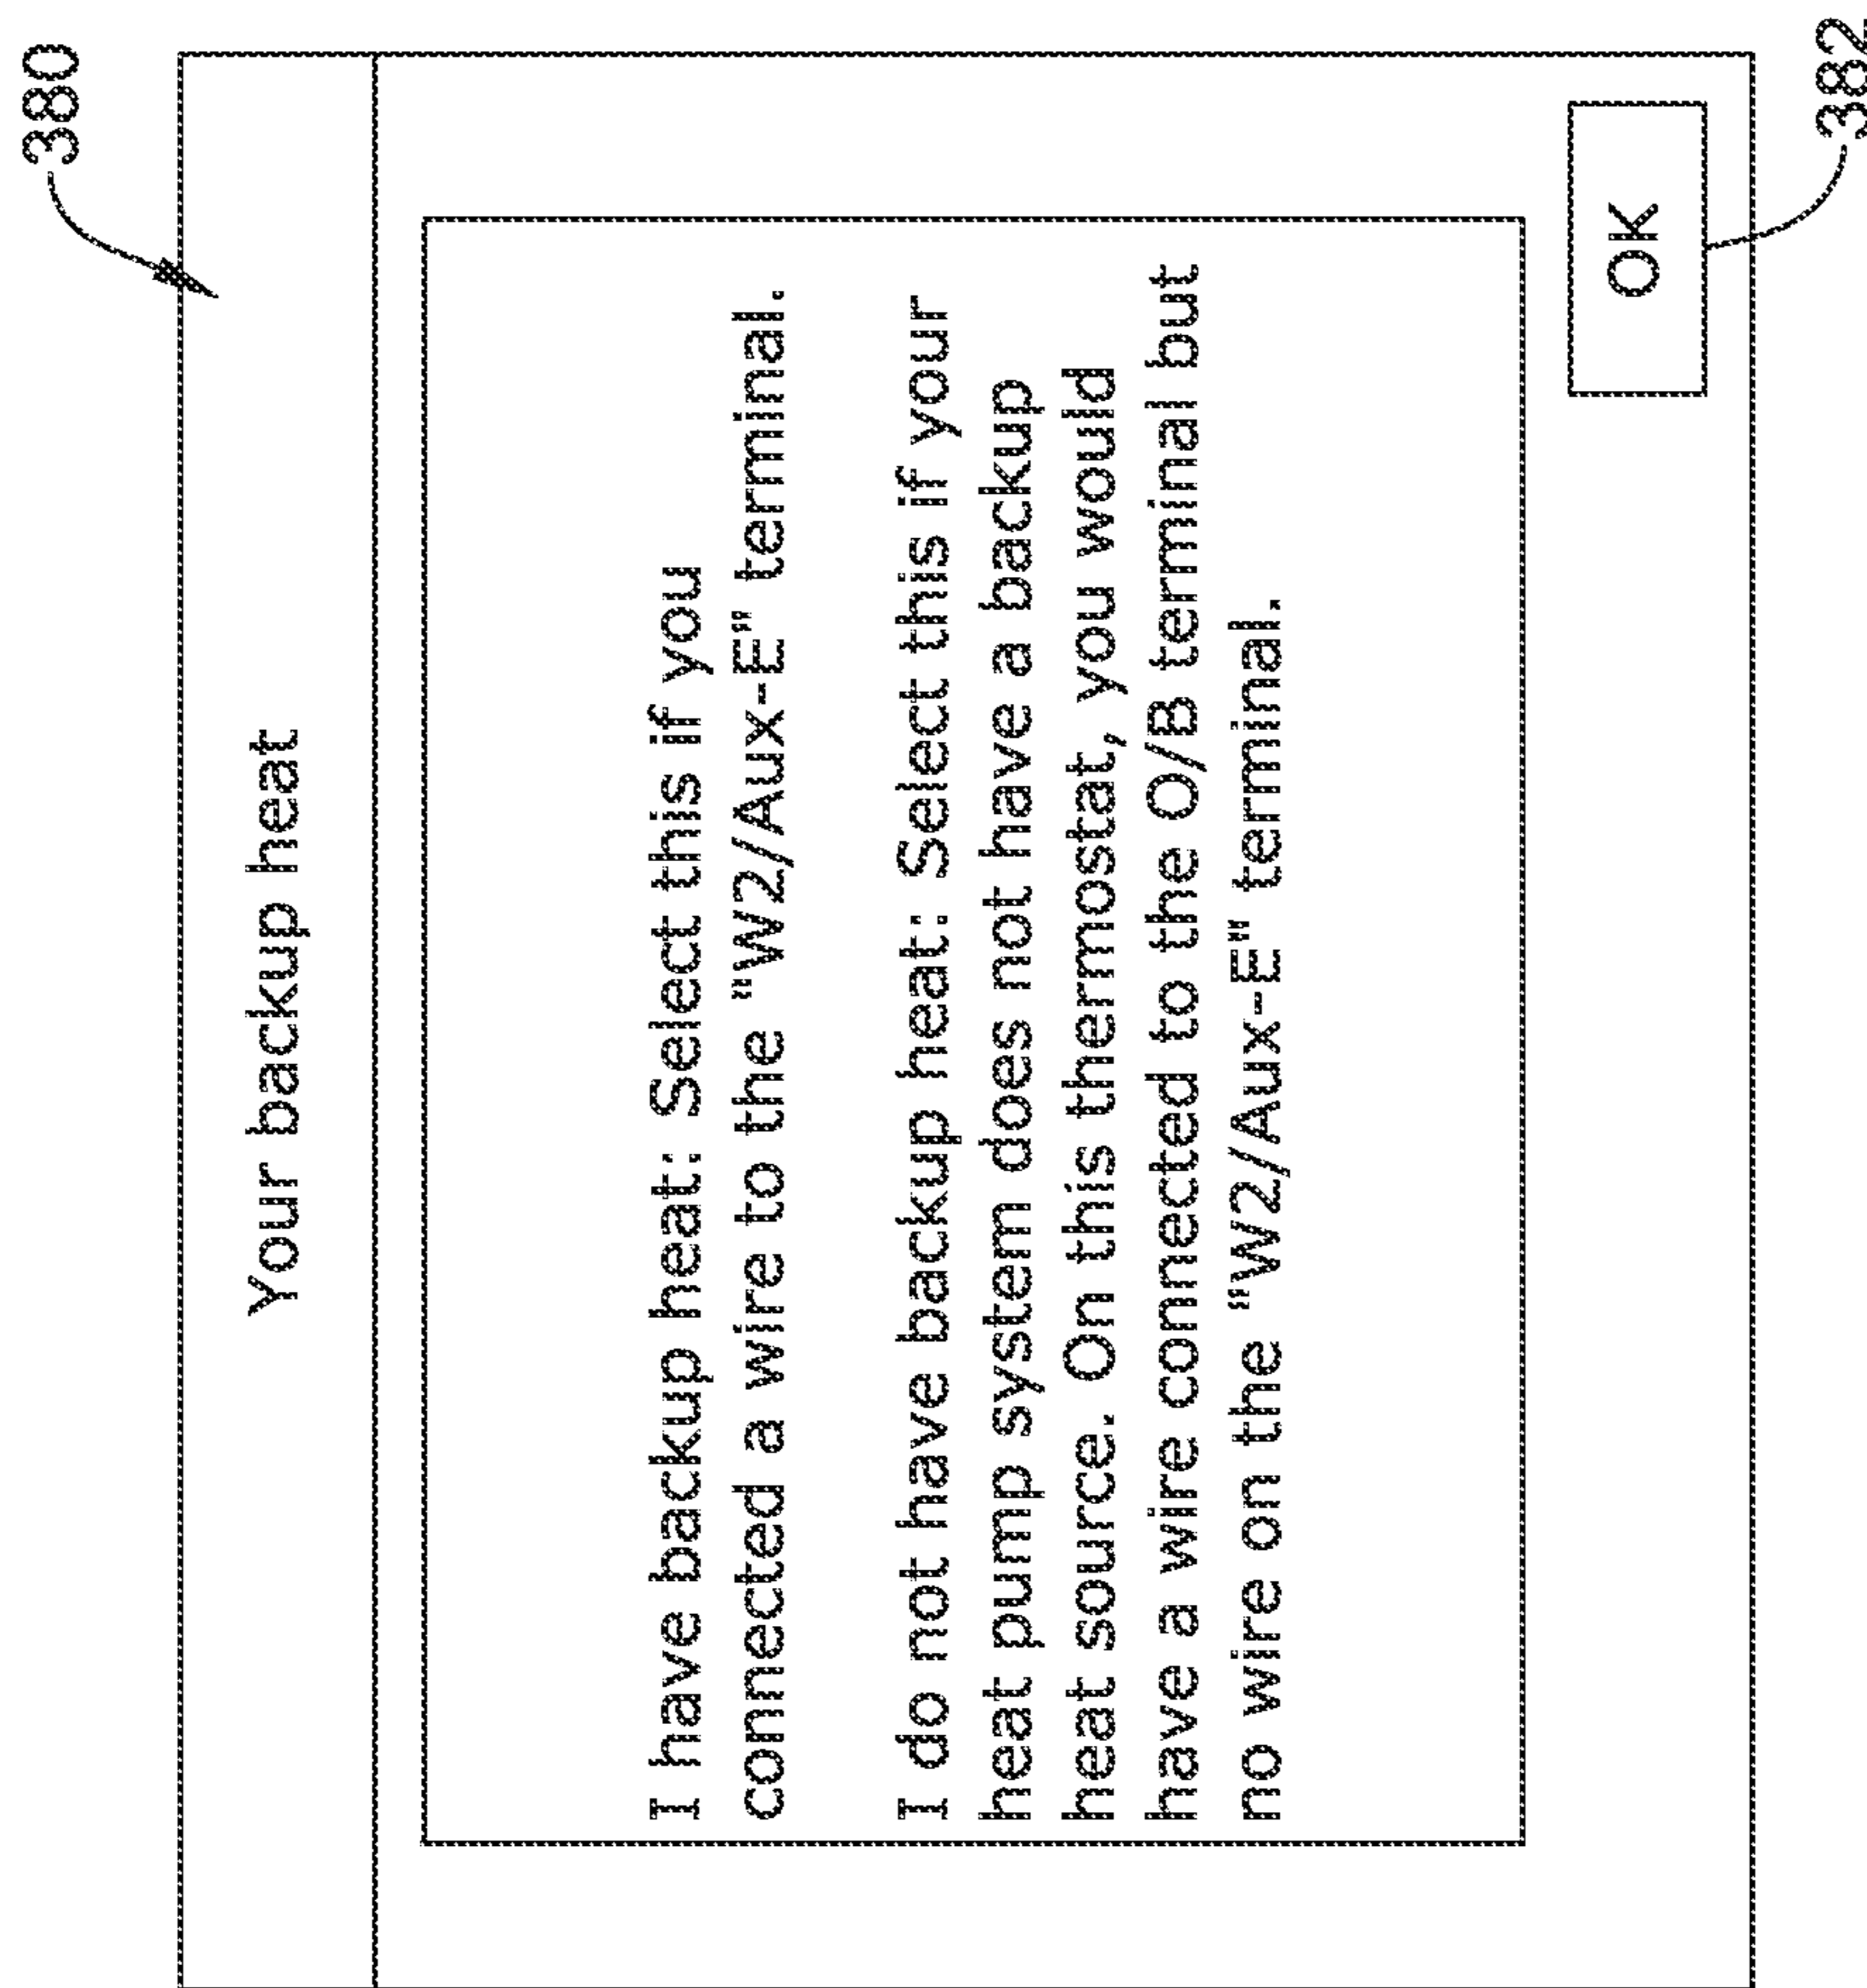 380
Your backup heat
I have backup heat: Select this if you
connected a wire to the "W2/Aux-E" terminal.
I do not have backup heat: Select this if your
heat pump system does not have a backup
heat source. On this thermostat, you would
have a wire connected to the O/B terminal but
no wire on the "W2/Aux-E" terminal.
OK
382